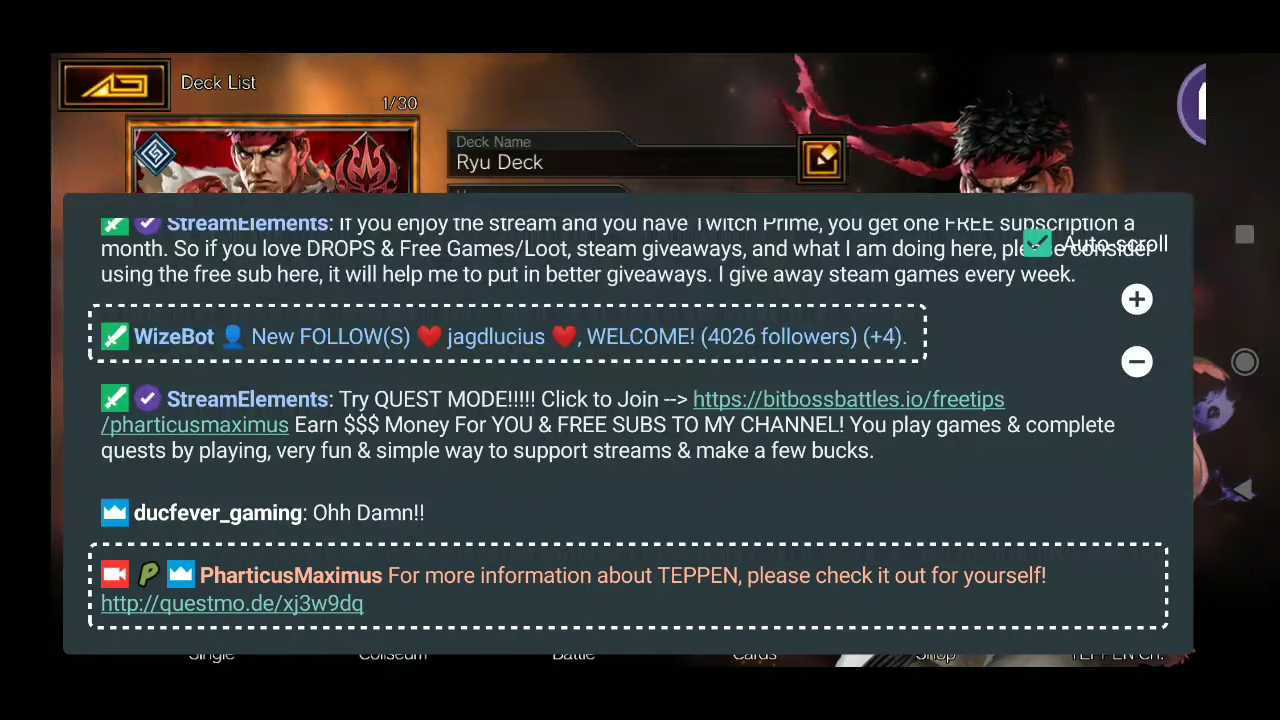 Deck List
1/30
Deck Name
Ryu Deck
StreamElements: If you enjoy the stream and you have Twitch Prime, you get one FREE subscription a
month. So if you love DROPS & Free Games/Loot, steam giveaways, and what I am doing here, please consider
Auto scroll
using the free sub here, it will help me to put in better giveaways. I give away steam games every week.
WizeBot 👤 New FOLLOW(S) ❤️ jagdlucius ❤️, WELCOME! (4026 followers) (+4).
StreamElements: Try QUEST MODE!!!!! Click to Join --> https://bitbossbattles.io/freetips
/pharticusmaximus Earn $$$ Money For YOU & FREE SUBS TO MY CHANNEL! You play games & complete
quests by playing, very fun & simple way to support streams & make a few bucks.
ducfever_gaming: Ohh Damn!!
PharticusMaximus For more information about TEPPEN, please check it out for yourself!
http://questmo.de/xj3w9dq
Single Coliseum Battle Cards Shop TEPPEN Ch.